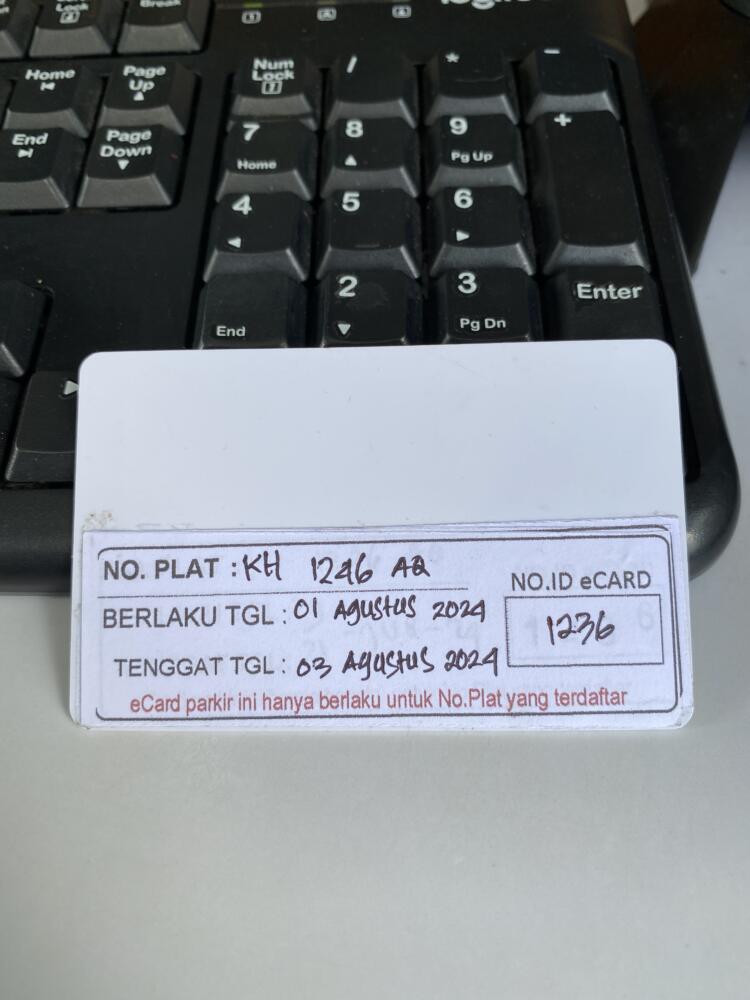 Lock
Break
Home
Page Up
Num Lock
/
*
-
End
Page Down
7 Home
8
9 Pg Up
+
4
5
6
End
2
3 Pg Dn
Enter
NO. PLAT : KH 1246 AQ
BERLAKU TGL : 01 Agustus 2024
TENGGAT TGL : 03 Agustus 2024
NO.ID eCARD
1236
eCard parkir ini hanya berlaku untuk No.Plat yang terdaftar